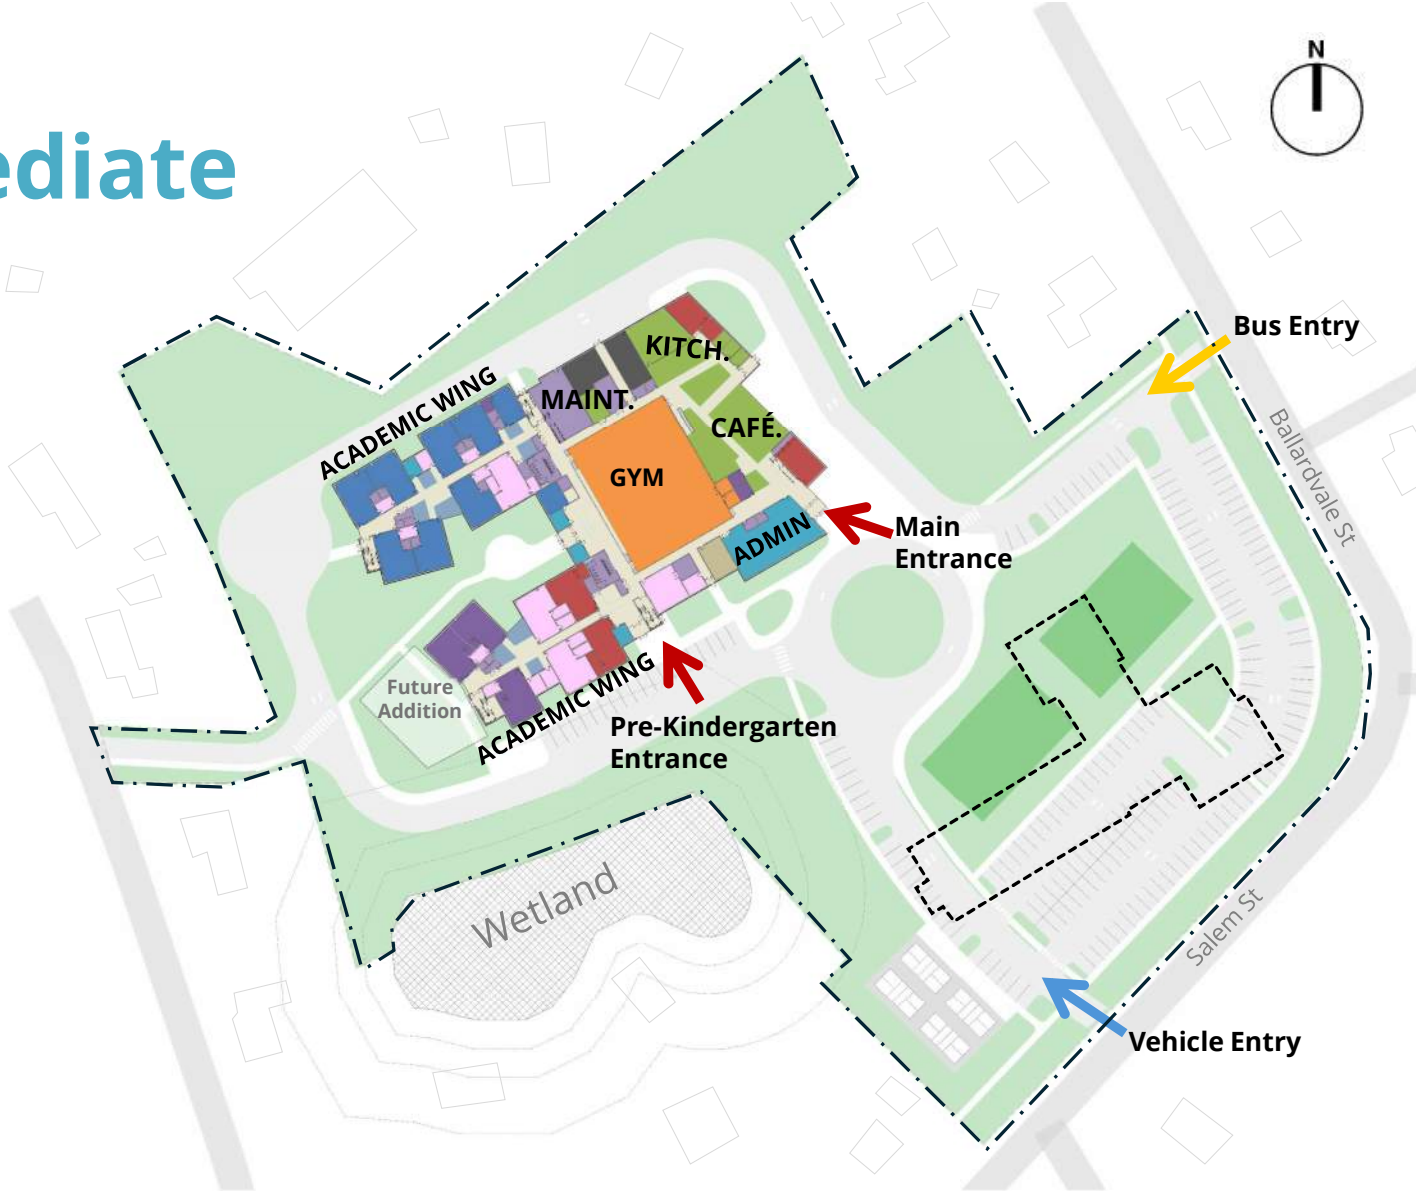 N
ediate
Bus Entry
KITCH.
ACADEMIC WING
MAINT.
CAFÉ.
Ballardvale St
GYM
ADMIN
Main
Entrance
Future
Addition
ACADEMIC WING
Pre-Kindergarten
Entrance
Wetland
Salem St
Vehicle Entry